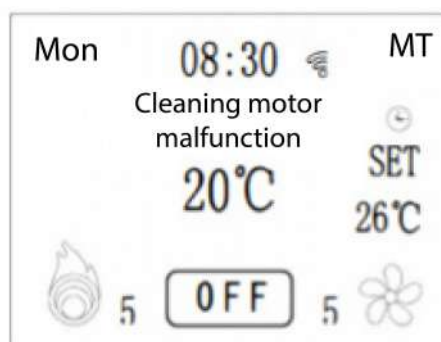 Mon 08:30 MT
Cleaning motor
malfunction
SET
20℃
26℃
5 OFF 5